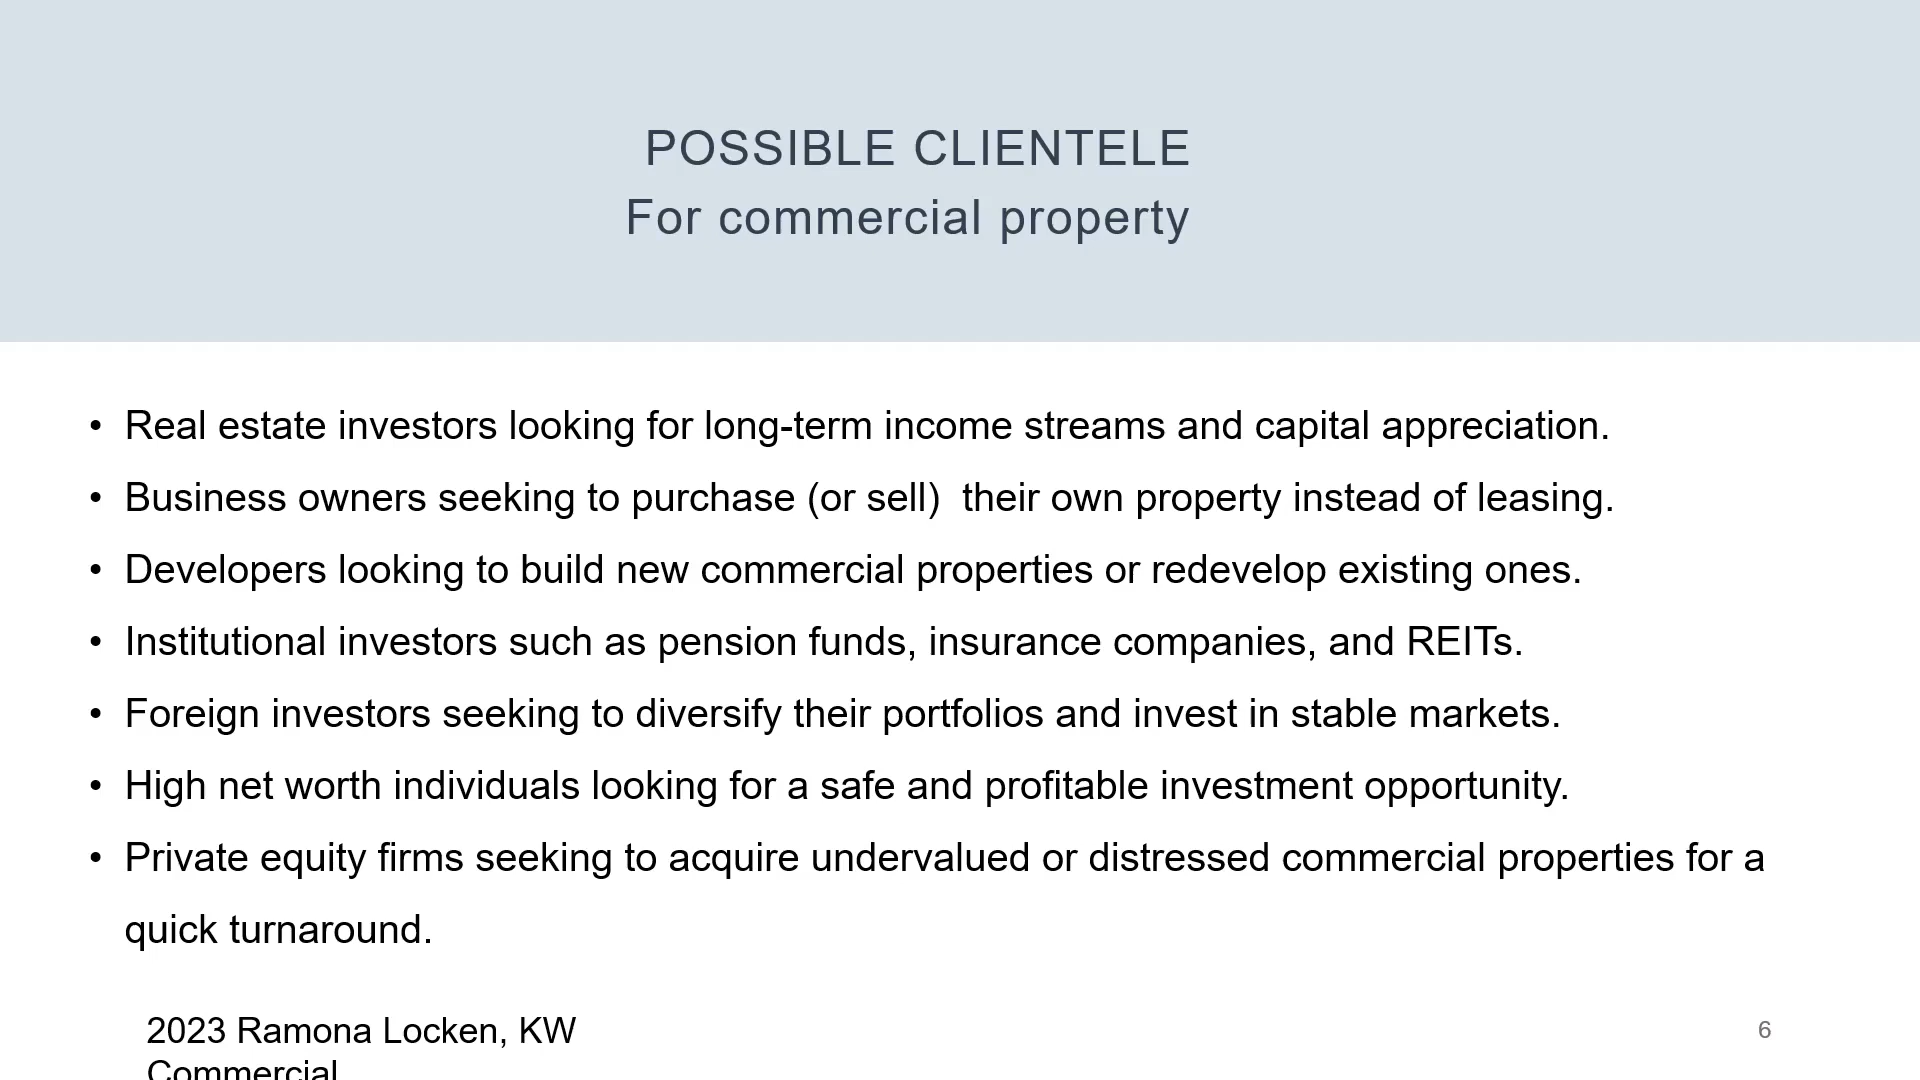 POSSIBLE CLIENTELE
For commercial property
• Real estate investors looking for long-term income streams and capital appreciation.
• Business owners seeking to purchase (or sell)  their own property instead of leasing.
• Developers looking to build new commercial properties or redevelop existing ones.
• Institutional investors such as pension funds, insurance companies, and REITs.
• Foreign investors seeking to diversify their portfolios and invest in stable markets.
• High net worth individuals looking for a safe and profitable investment opportunity.
• Private equity firms seeking to acquire undervalued or distressed commercial properties for a
quick turnaround.
2023 Ramona Locken, KW
Commercial
6